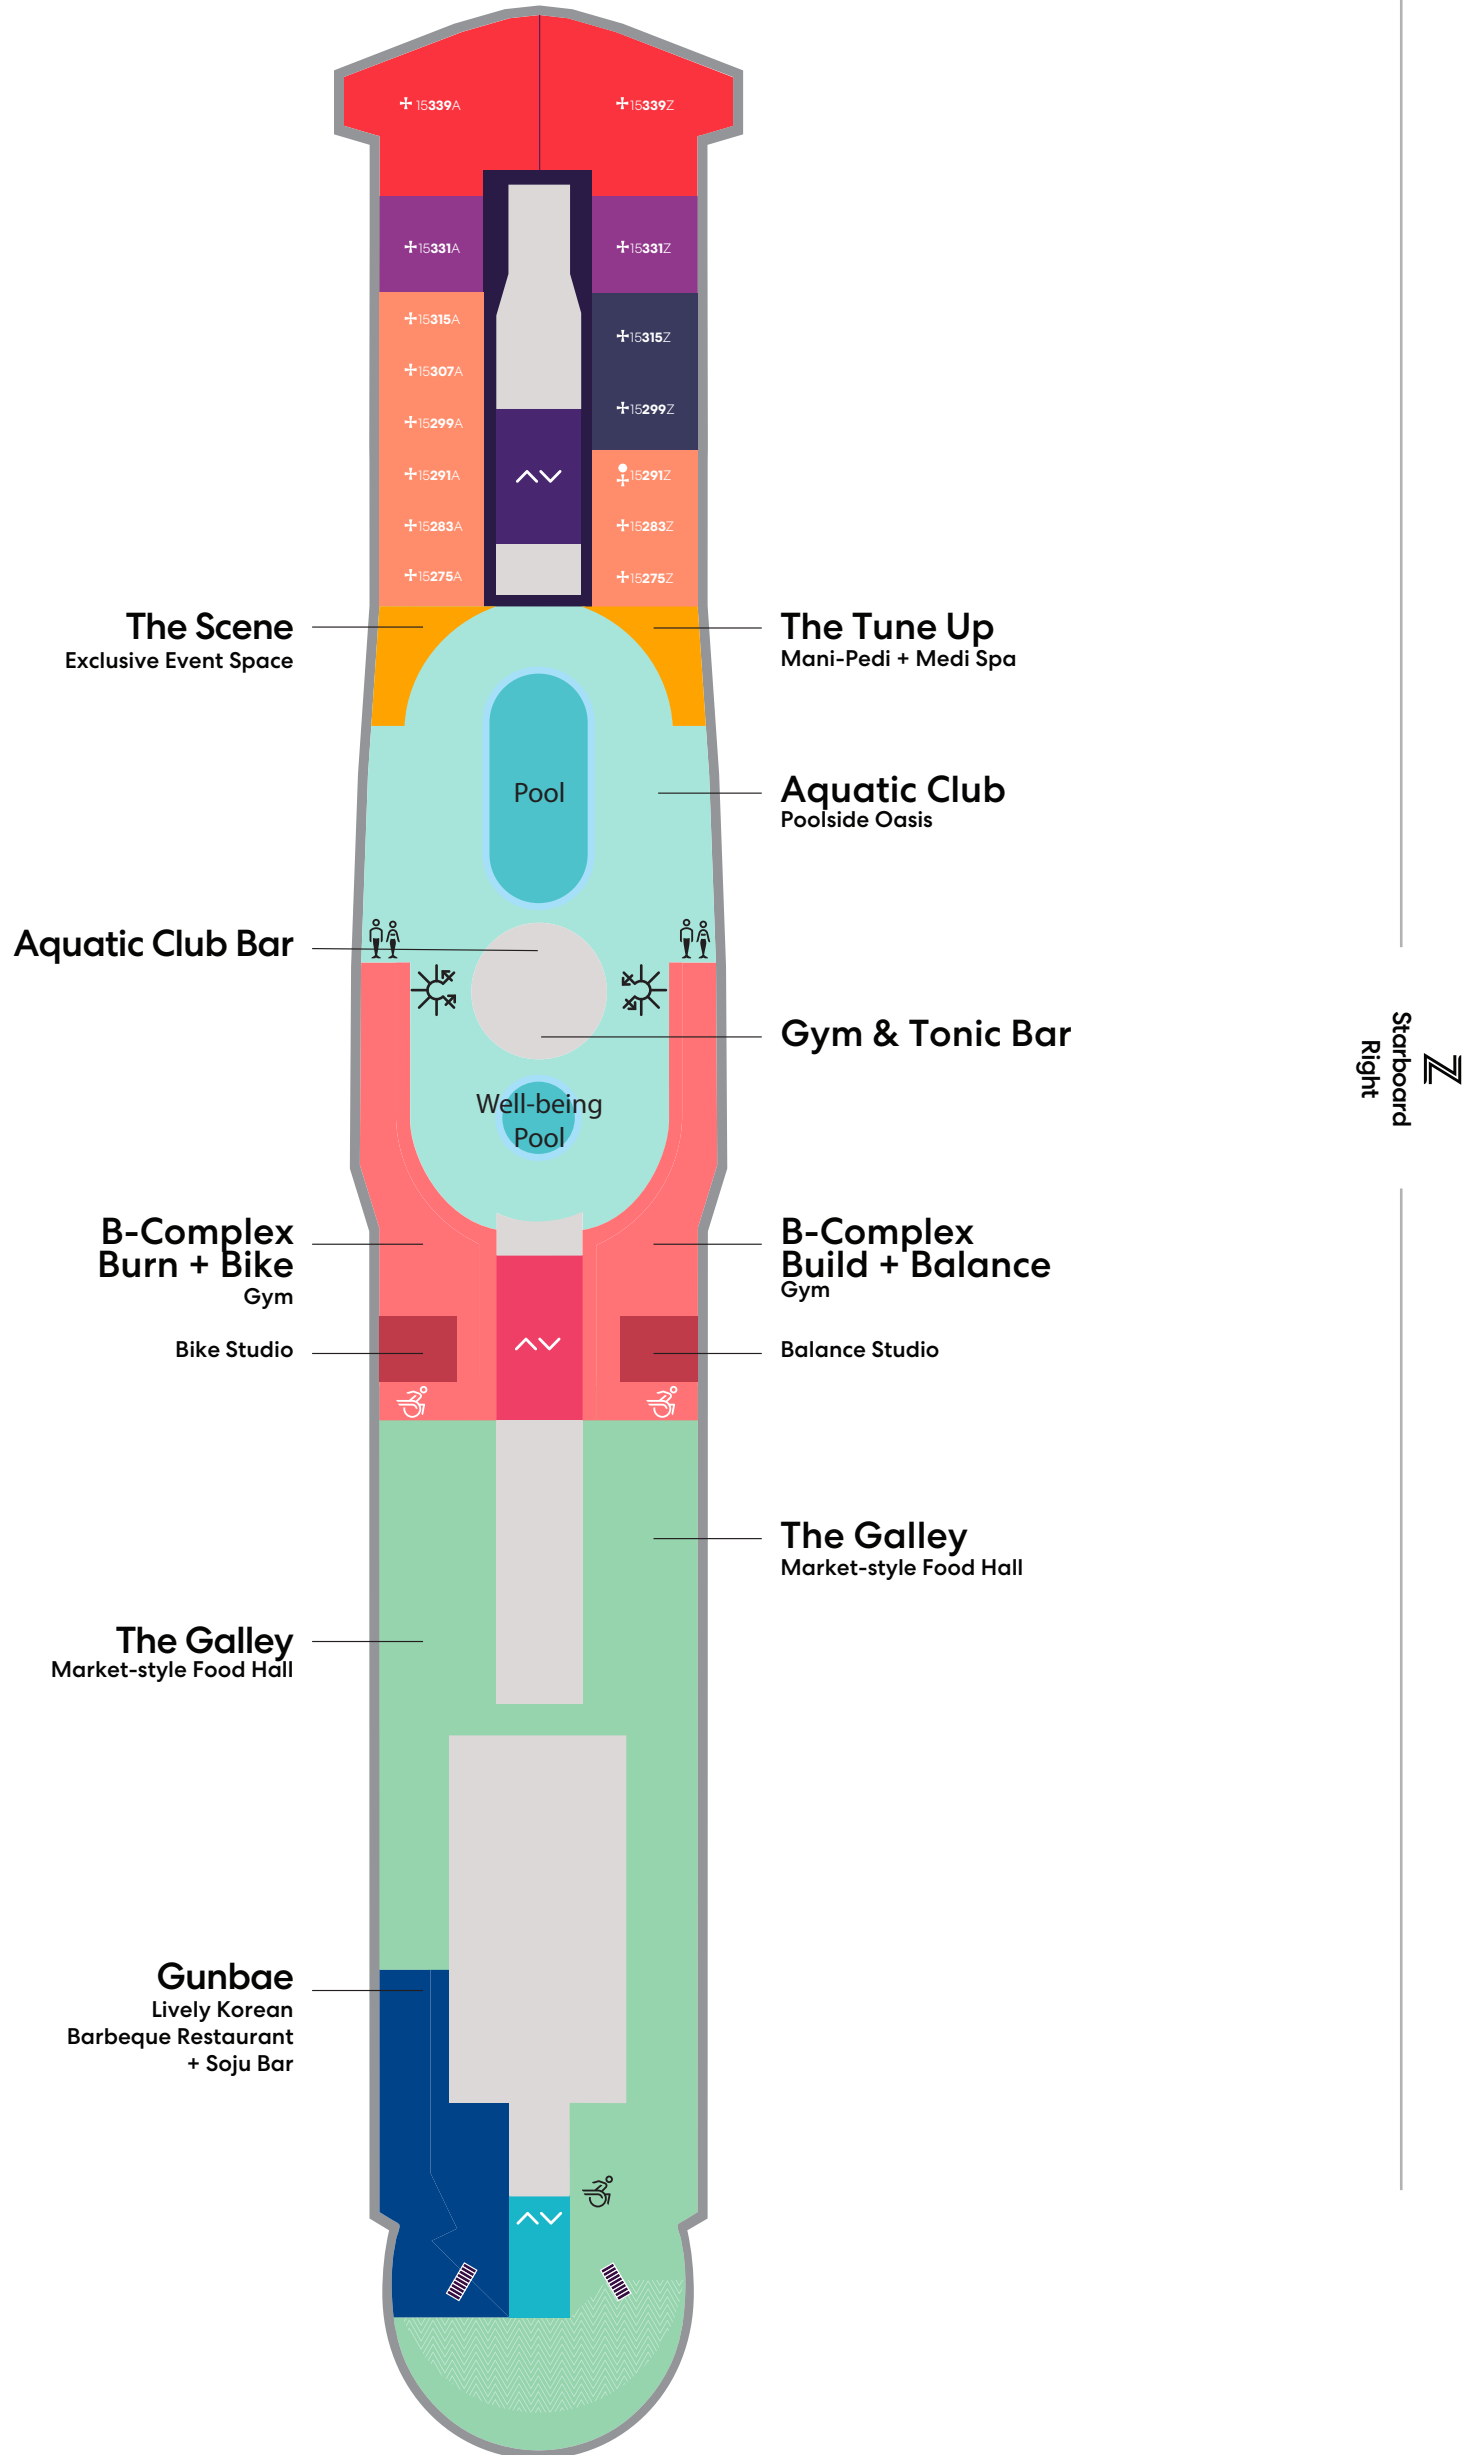 15339A
15339Z
15331A
15331Z
15315A
15315Z
15307A
15299A
15299Z
15291A
15291Z
15283A
15283Z
15275A
15275Z
The Scene
Exclusive Event Space
The Tune Up
Mani-Pedi + Medi Spa
Pool
Aquatic Club
Poolside Oasis
Aquatic Club Bar
Gym & Tonic Bar
Z
Starboard
Right
Well-being
Pool
B-Complex
Burn + Bike
Gym
B-Complex
Build + Balance
Gym
Bike Studio
Balance Studio
The Galley
Market-style Food Hall
The Galley
Market-style Food Hall
Gunbae
Lively Korean
Barbeque Restaurant
+ Soju Bar